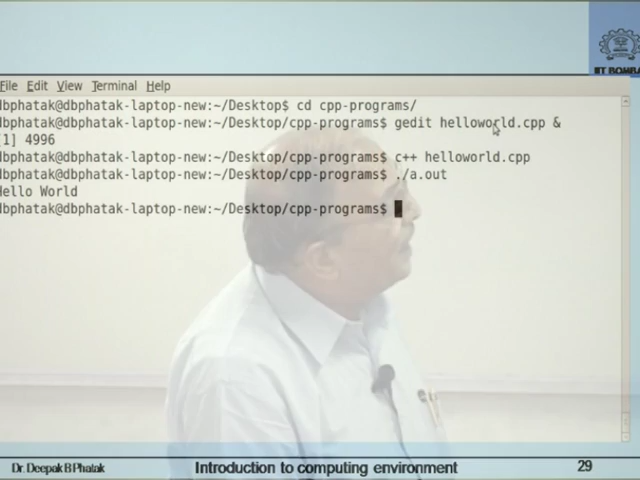 IIT BOMBA
File Edit View Terminal Help
dbphatak@dbphatak-laptop-new:~/Desktop$ cd cpp-programs/
dbphatak@dbphatak-laptop-new:~/Desktop/cpp-programs$ gedit helloworld.cpp &
[1] 4996
dbphatak@dbphatak-laptop-new:~/Desktop/cpp-programs$ c++ helloworld.cpp
dbphatak@dbphatak-laptop-new:~/Desktop/cpp-programs$ ./a.out
Hello World
dbphatak@dbphatak-laptop-new:~/Desktop/cpp-programs$
Dr. Deepak B Phatak Introduction to computing environment 29